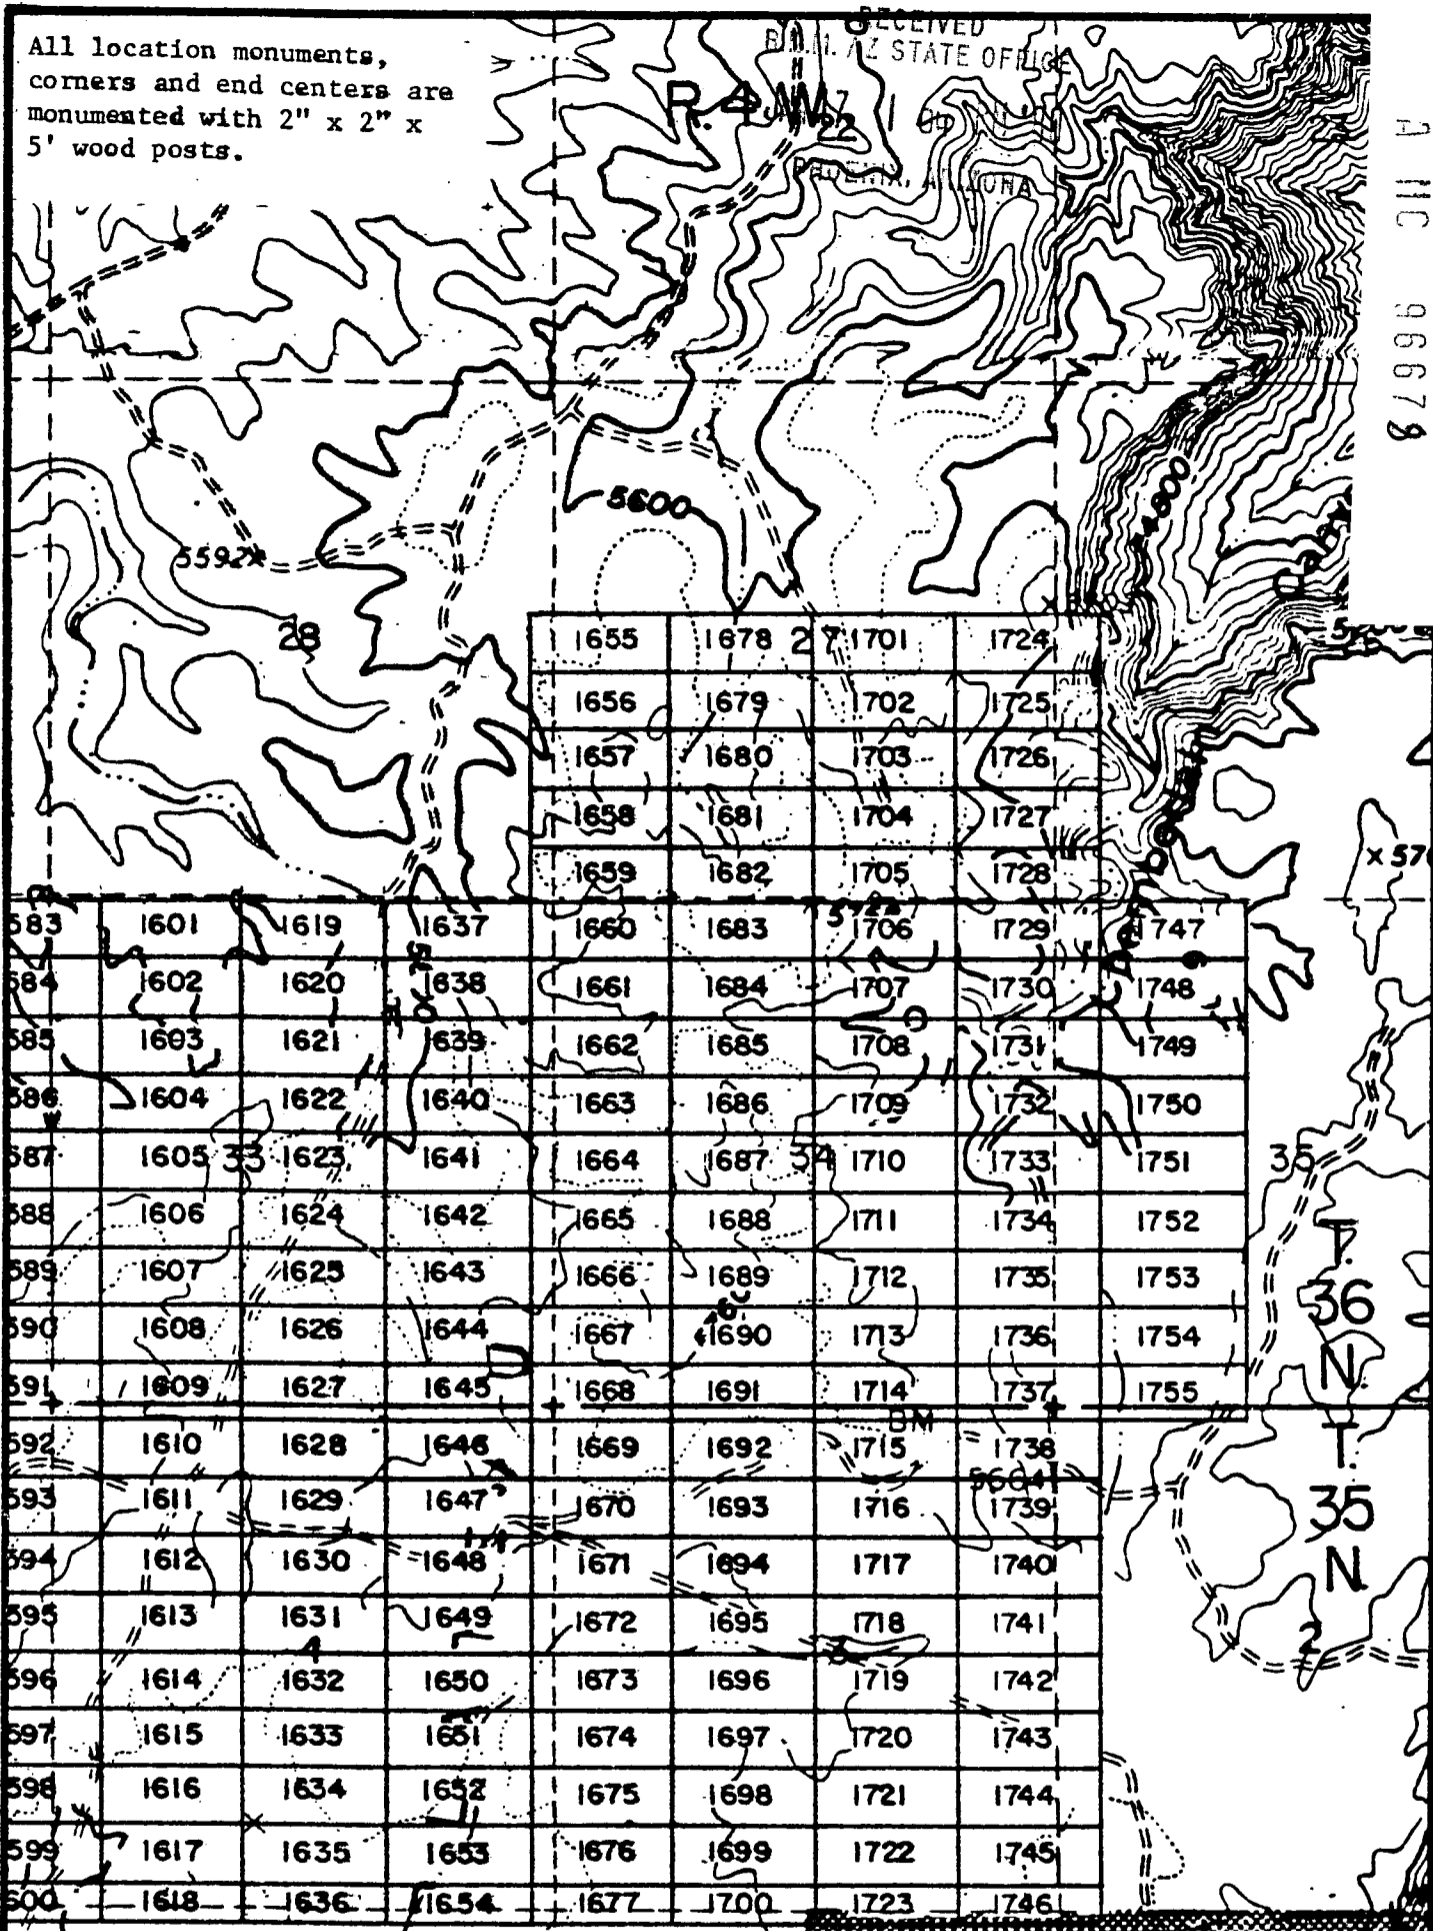 All location monuments,
corners and end centers are
monumented with 2" x 2" x
5' wood posts.
RECEIVED
B.L.M. AZ STATE OFFICE
R. 4 W.
22
PHOENIX, ARIZONA
A MC 96678
5600
4800
5592
28
27
1655 1678 1701 1724
1656 1679 1702 1725
1657 1680 1703 1726
1658 1681 1704 1727
1659 1682 1705 1728
x 570
583 1601 1619 1637 1660 1683 1706 1729 1747
584 1602 1620 1638 1661 1684 1707 1730 1748
585 1603 1621 1639 1662 1685 1708 1731 1749
586 1604 1622 1640 1663 1686 1709 1732 1750
587 1605 33 1623 1641 1664 1687 34 1710 1733 1751 35
588 1606 1624 1642 1665 1688 1711 1734 1752
589 1607 1625 1643 1666 1689 1712 1735 1753
590 1608 1626 1644 1667 1690 1713 1736 1754
591 1609 1627 1645 1668 1691 1714 1737 1755
T.
36
N.
BM
592 1610 1628 1646 1669 1692 1715 1738
5664
593 1611 1629 1647 1670 1693 1716 1739
594 1612 1630 1648 1671 1694 1717 1740
595 1613 1631 1649 1672 1695 1718 1741
T.
35
N.
4
3
2
596 1614 1632 1650 1673 1696 1719 1742
597 1615 1633 1651 1674 1697 1720 1743
598 1616 1634 1652 1675 1698 1721 1744
599 1617 1635 1653 1676 1699 1722 1745
600 1618 1636 1654 1677 1700 1723 1746